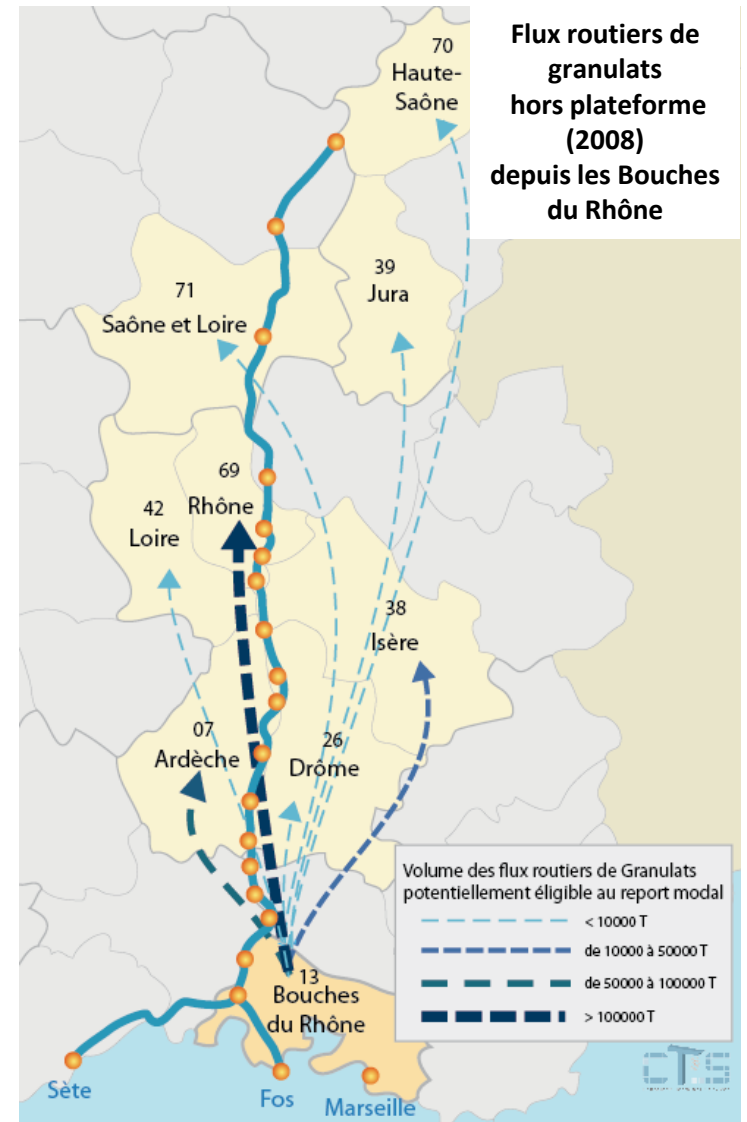 Flux routiers de
granulats
hors plateforme
(2008)
depuis les Bouches
du Rhône
70
Haute-
Saône
39
Jura
71
Saône et Loire
69
Rhône
42
Loire
38
Isère
07
Ardèche
26
Drôme
Volume des flux routiers de Granulats
potentiellement éligible au report modal
< 10000 T
de 10000 à 50000 T
de 50000 à 100000 T
> 100000 T
13
Bouches
du Rhône
Sète
Fos
Marseille